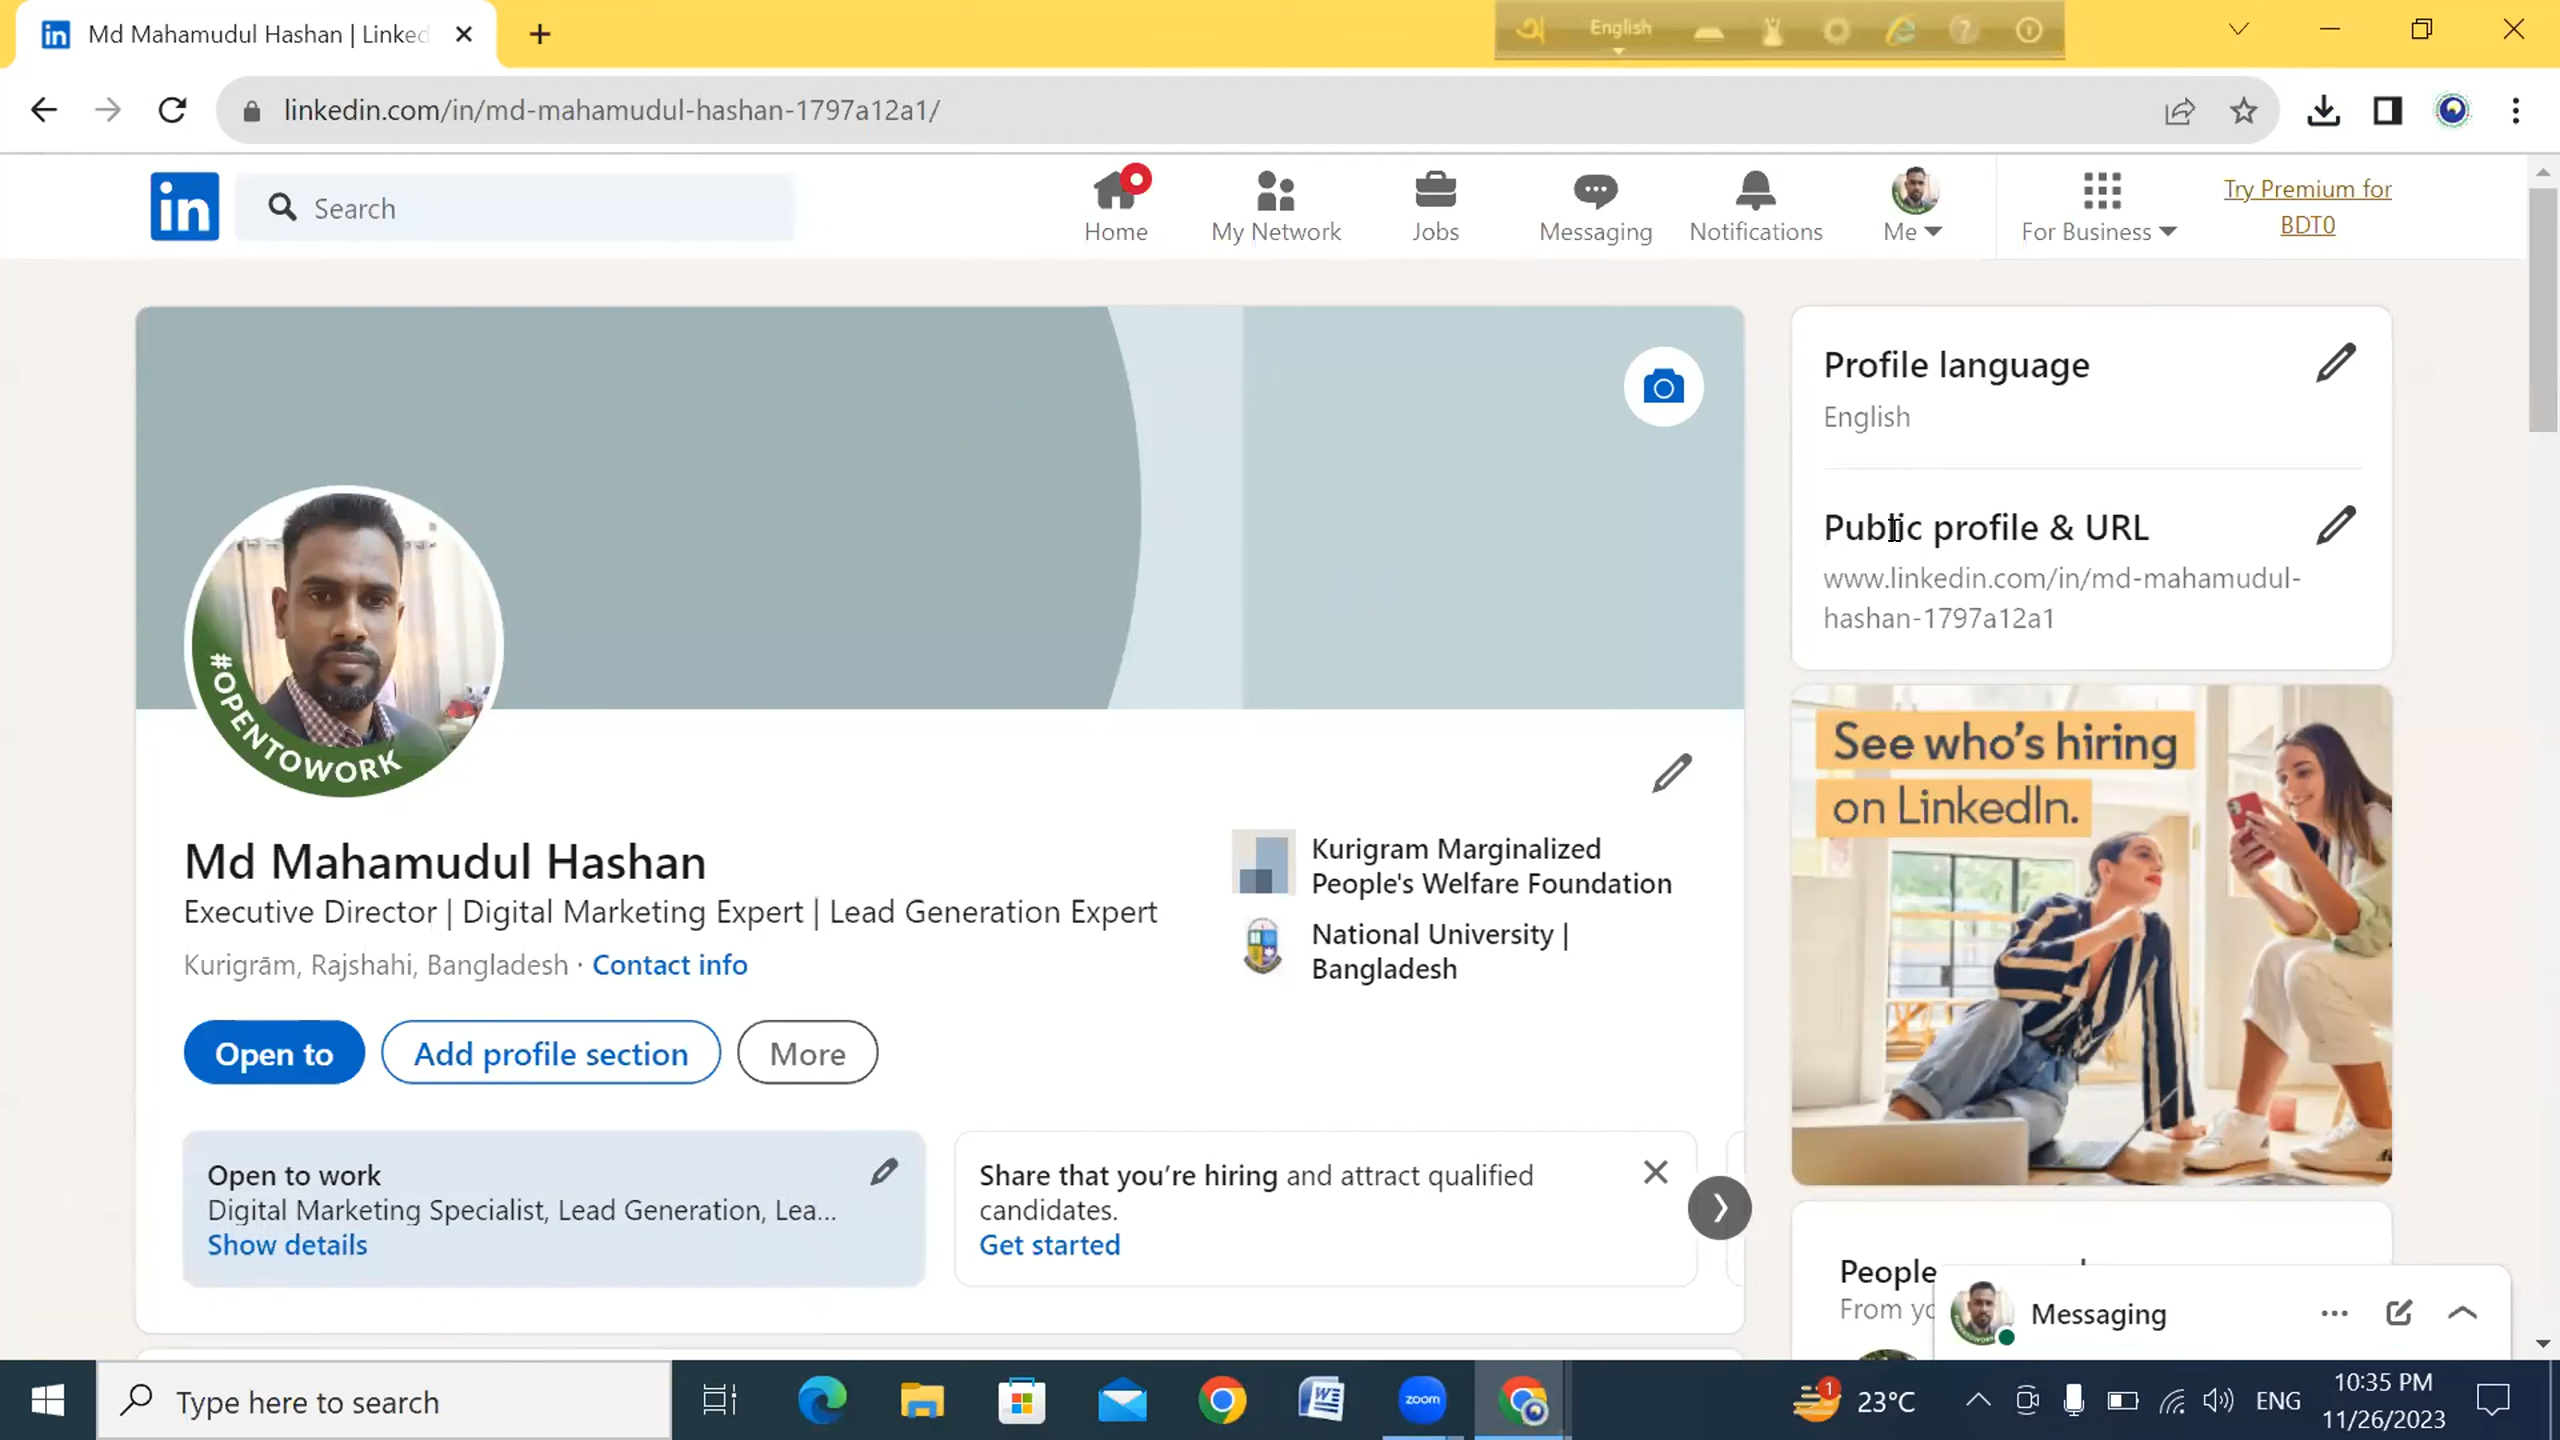 Md Mahamudul Hashan | Linked
English
linkedin.com/in/md-mahamudul-hashan-1797a12a1/
in
Search
Home
My Network
Jobs
Messaging
Notifications
Me
For Business
Try Premium for
BDT0
Profile language
English
Public profile & URL
www.linkedin.com/in/md-mahamudul-
hashan-1797a12a1
#OPENTOWORK
See who's hiring
on LinkedIn.
Md Mahamudul Hashan
Executive Director | Digital Marketing Expert | Lead Generation Expert
Kurigrām, Rajshahi, Bangladesh · Contact info
Kurigram Marginalized
People's Welfare Foundation
National University |
Bangladesh
Open to
Add profile section
More
Open to work
Digital Marketing Specialist, Lead Generation, Lea...
Show details
Share that you're hiring and attract qualified
candidates.
Get started
People
From yo
Messaging
Type here to search
zoom
1
23°C
ENG
10:35 PM
11/26/2023